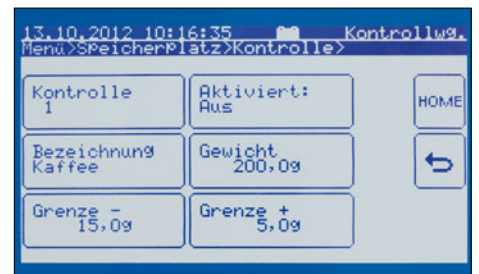 13.10.2012 10:16:35 Kontrollwg.
Menü>Speicherplatz>Kontrolle>
Kontrolle
1
Aktiviert:
Aus
HOME
Bezeichnung
Kaffee
Gewicht
200,0g
Grenze -
15,0g
Grenze +
5,0g